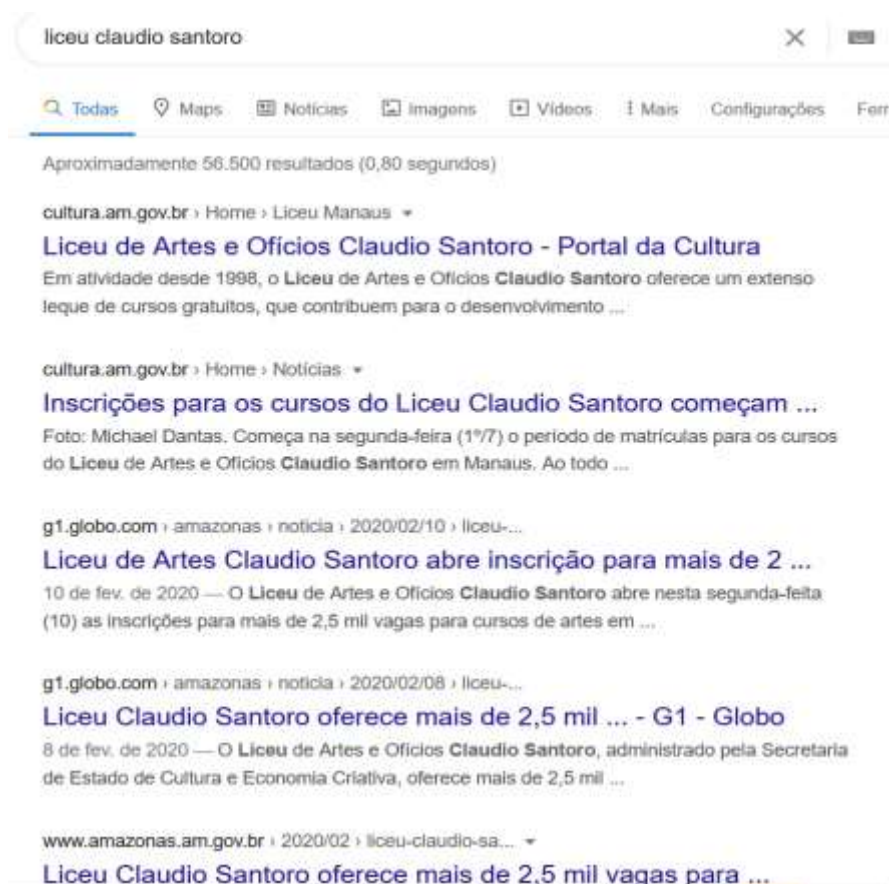 liceu claudio santoro
Todas Maps Notícias Imagens Vídeos Mais Configurações Ferr
Aproximadamente 56.500 resultados (0,80 segundos)
cultura.am.gov.br › Home › Liceu Manaus
Liceu de Artes e Ofícios Claudio Santoro - Portal da Cultura
Em atividade desde 1998, o Liceu de Artes e Ofícios Claudio Santoro oferece um extenso
leque de cursos gratuitos, que contribuem para o desenvolvimento ...
cultura.am.gov.br › Home › Notícias
Inscrições para os cursos do Liceu Claudio Santoro começam ...
Foto: Michael Dantas. Começa na segunda-feira (1º/7) o período de matrículas para os cursos
do Liceu de Artes e Ofícios Claudio Santoro em Manaus. Ao todo ...
g1.globo.com › amazonas › noticia › 2020/02/10 › liceu-...
Liceu de Artes Claudio Santoro abre inscrição para mais de 2 ...
10 de fev. de 2020 — O Liceu de Artes e Ofícios Claudio Santoro abre nesta segunda-feita
(10) as inscrições para mais de 2,5 mil vagas para cursos de artes em ...
g1.globo.com › amazonas › noticia › 2020/02/08 › liceu-...
Liceu Claudio Santoro oferece mais de 2,5 mil ... - G1 - Globo
8 de fev. de 2020 — O Liceu de Artes e Ofícios Claudio Santoro, administrado pela Secretaria
de Estado de Cultura e Economia Criativa, oferece mais de 2,5 mil ...
www.amazonas.am.gov.br › 2020/02 › liceu-claudio-sa...
Liceu Claudio Santoro oferece mais de 2,5 mil vagas para ...